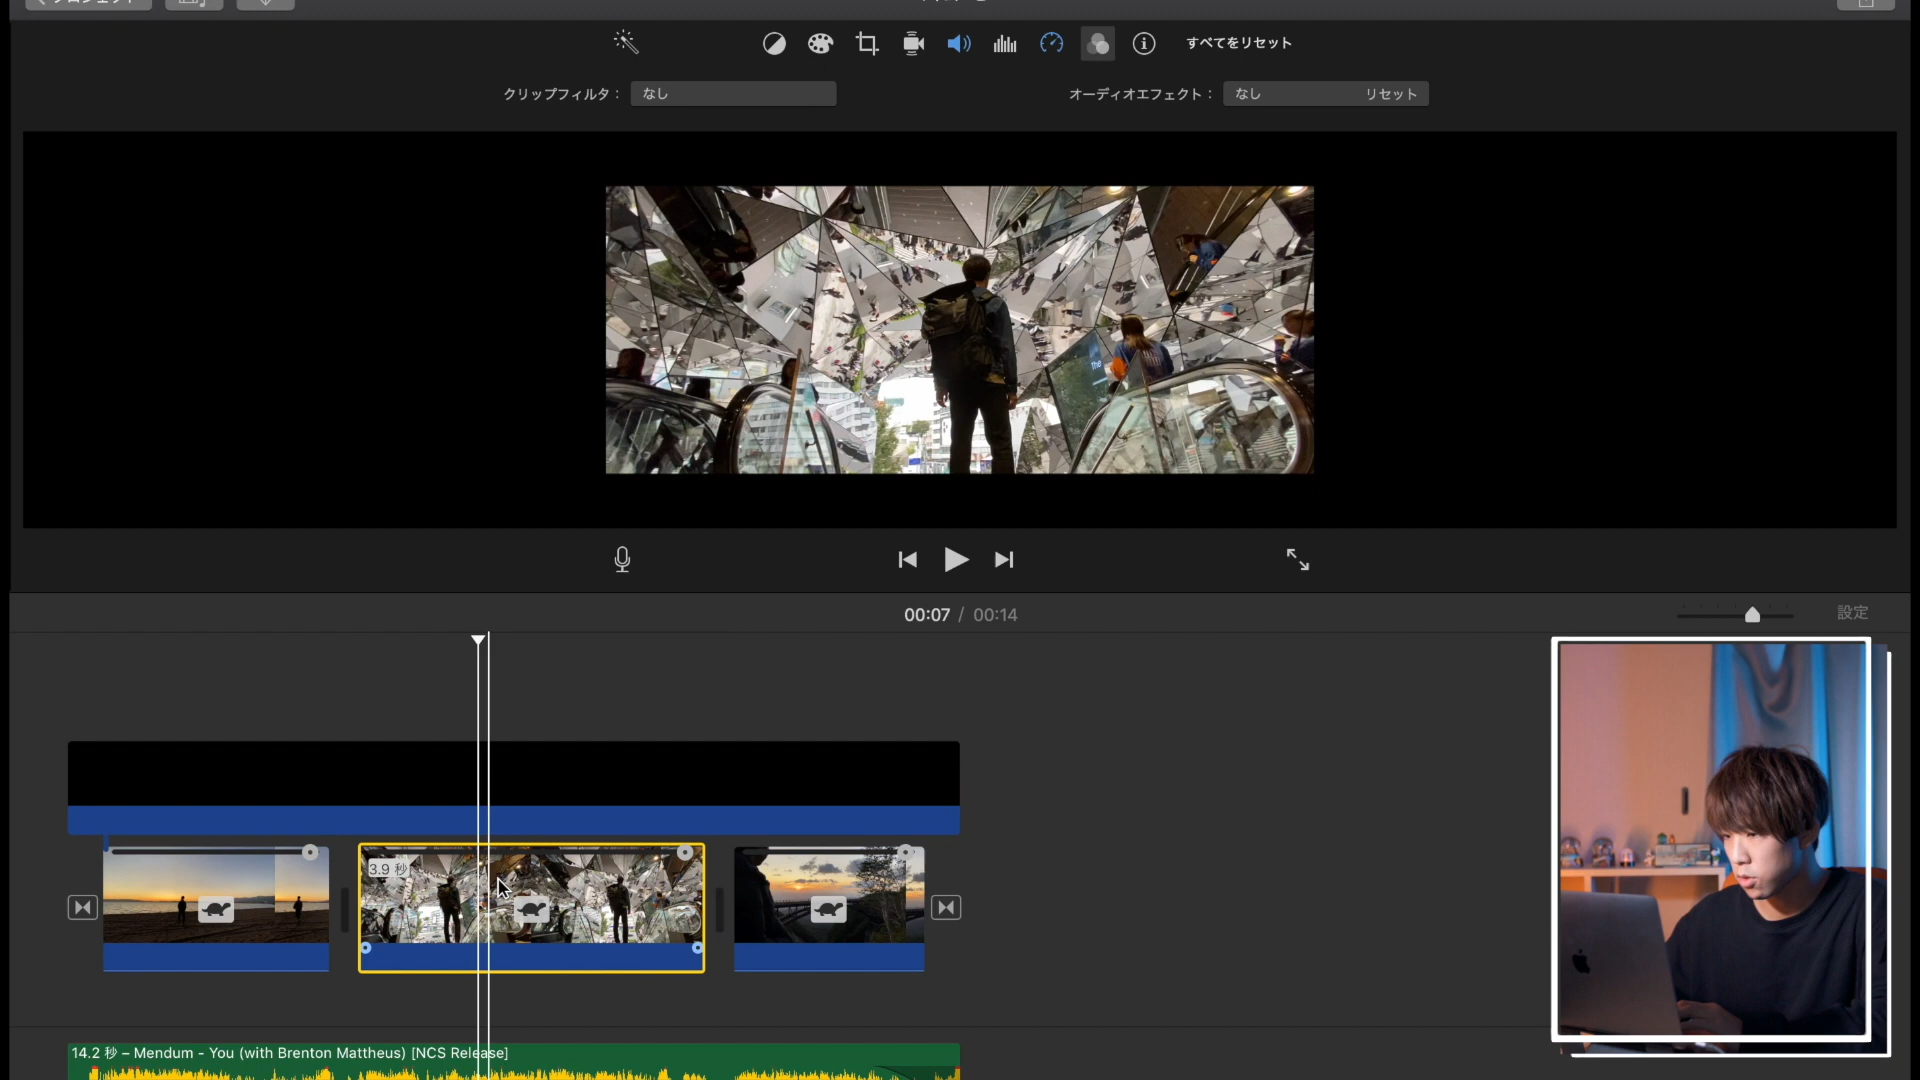 すべてをリセット
クリップフィルタ： なし
オーディオエフェクト： なし リセット
the
00:07 / 00:14
設定
3.9 秒
14.2 秒 – Mendum - You (with Brenton Mattheus) [NCS Release]